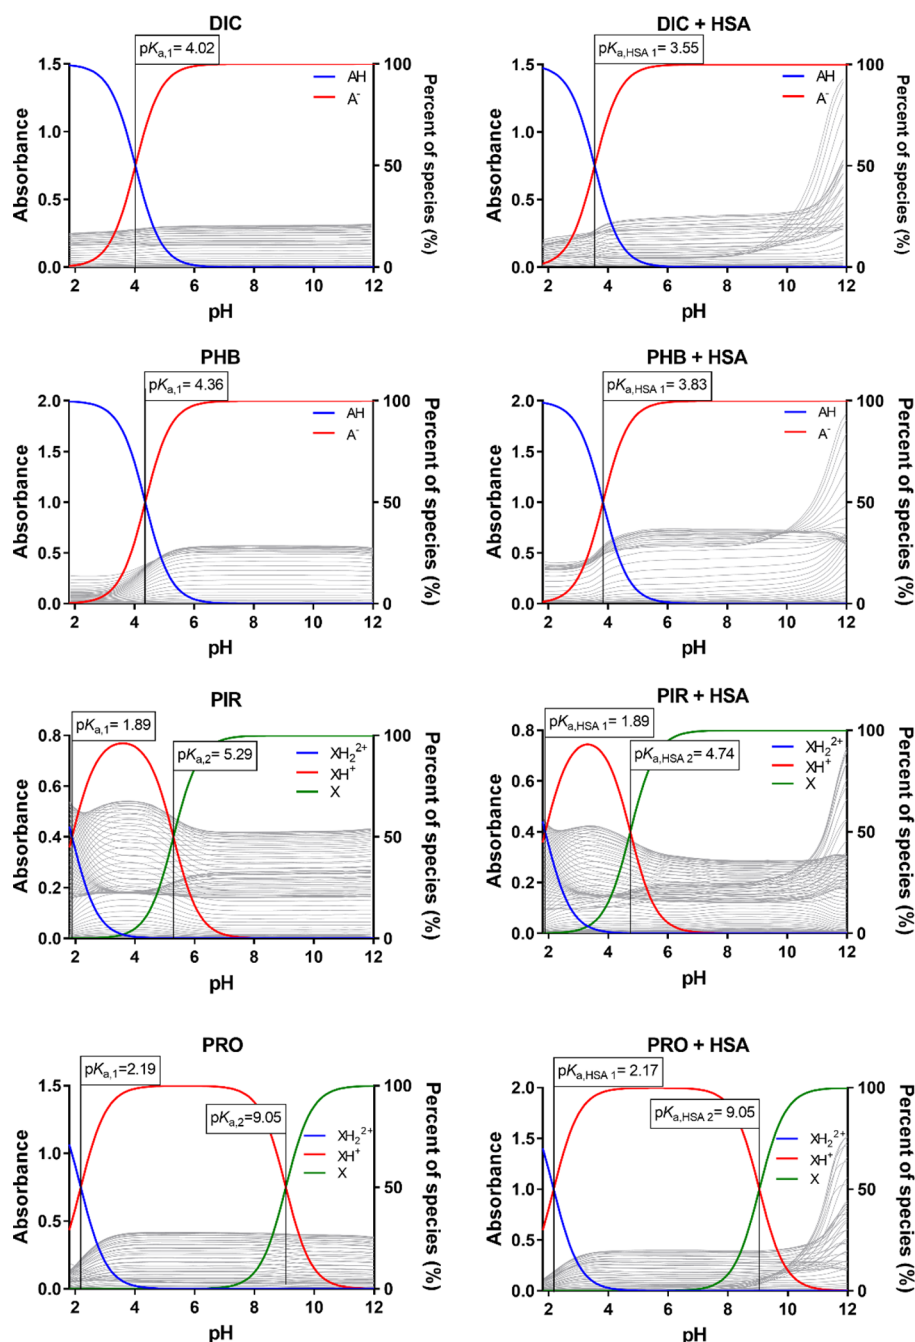 DIC
pKa,1= 4.02
AH
A-
Absorbance
1.5
1.0
0.5
0.0
100
50
0
Percent of species (%)
2 4 6 8 10 12
pH
DIC + HSA
pKa,HSA 1= 3.55
AH
A-
Absorbance
1.5
1.0
0.5
0.0
100
50
0
Percent of species (%)
2 4 6 8 10 12
pH
PHB
pKa,1= 4.36
AH
A-
Absorbance
2.0
1.5
1.0
0.5
0.0
100
50
0
Percent of species (%)
2 4 6 8 10 12
pH
PHB + HSA
pKa,HSA 1= 3.83
AH
A-
Absorbance
2.0
1.5
1.0
0.5
0.0
100
50
0
Percent of species (%)
2 4 6 8 10 12
pH
PIR
pKa,1= 1.89
pKa,2= 5.29
XH₂²⁺
XH⁺
X
Absorbance
0.8
0.6
0.4
0.2
0.0
100
50
0
Percent of species (%)
2 4 6 8 10 12
pH
PIR + HSA
pKa,HSA 1= 1.89
pKa,HSA 2= 4.74
XH₂²⁺
XH⁺
X
Absorbance
0.8
0.6
0.4
0.2
0.0
100
50
0
Percent of species (%)
2 4 6 8 10 12
pH
PRO
pKa,1=2.19
pKa,2=9.05
XH₂²⁺
XH⁺
X
Absorbance
1.5
1.0
0.5
0.0
100
50
0
Percent of species (%)
2 4 6 8 10 12
pH
PRO + HSA
pKa,HSA 1= 2.17
pKa,HSA 2= 9.05
XH₂²⁺
XH⁺
X
Absorbance
2.0
1.5
1.0
0.5
0.0
100
50
0
Percent of species (%)
2 4 6 8 10 12
pH